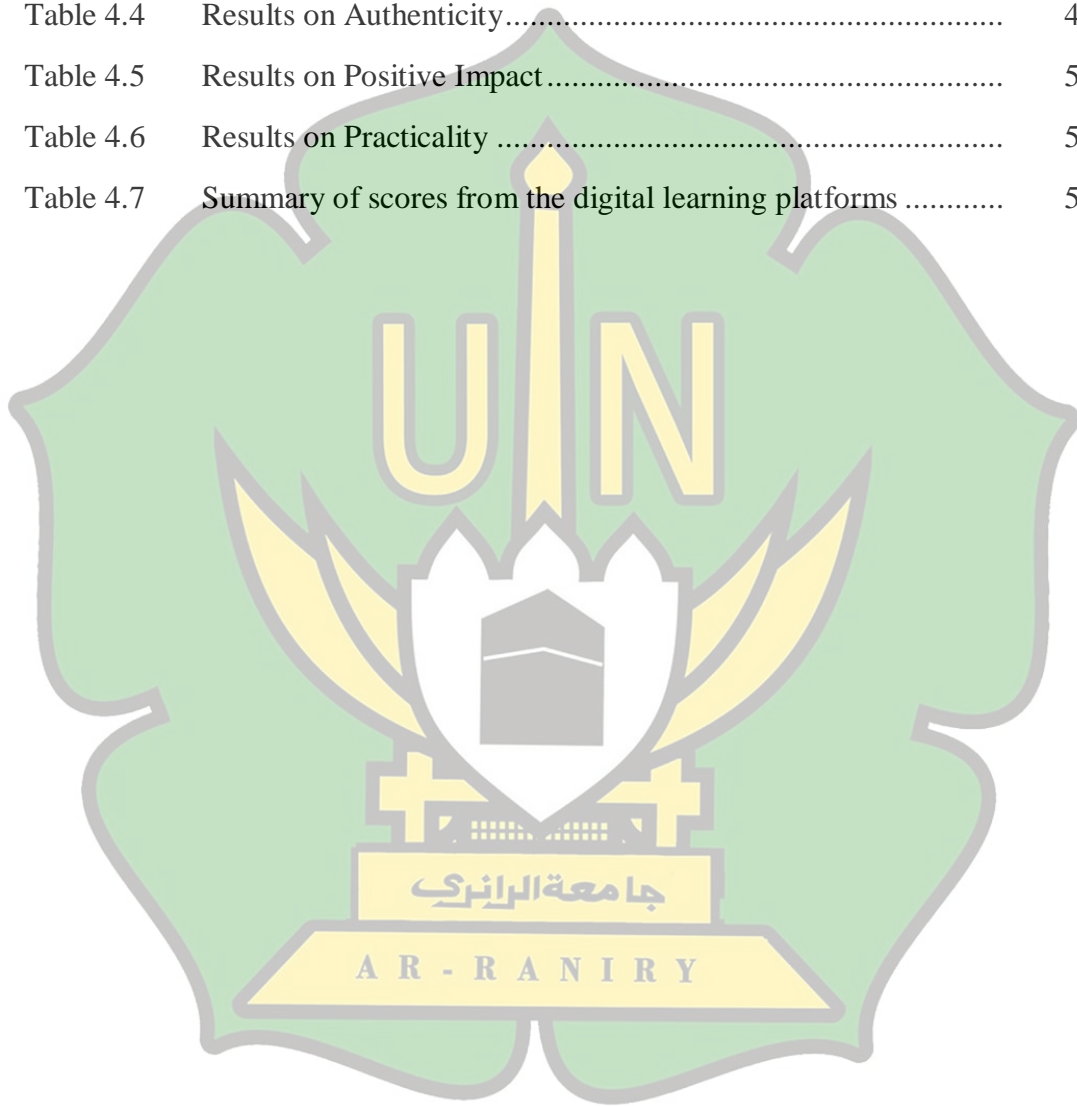 Table 4.4 Results on Authenticity............................................................... 4
Table 4.5 Results on Positive Impact.......................................................... 5
Table 4.6 Results on Practicality ................................................................ 5
Table 4.7 Summary of scores from the digital learning platforms ............ 5
UIN
جامعةالرانري
AR-RANIRY